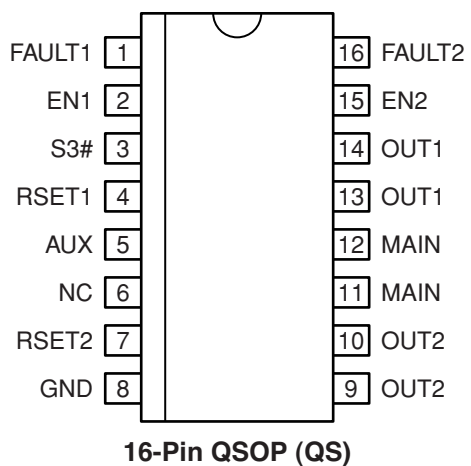 FAULT1 1 16 FAULT2
EN1 2 15 EN2
S3# 3 14 OUT1
RSET1 4 13 OUT1
AUX 5 12 MAIN
NC 6 11 MAIN
RSET2 7 10 OUT2
GND 8 9 OUT2
16-Pin QSOP (QS)